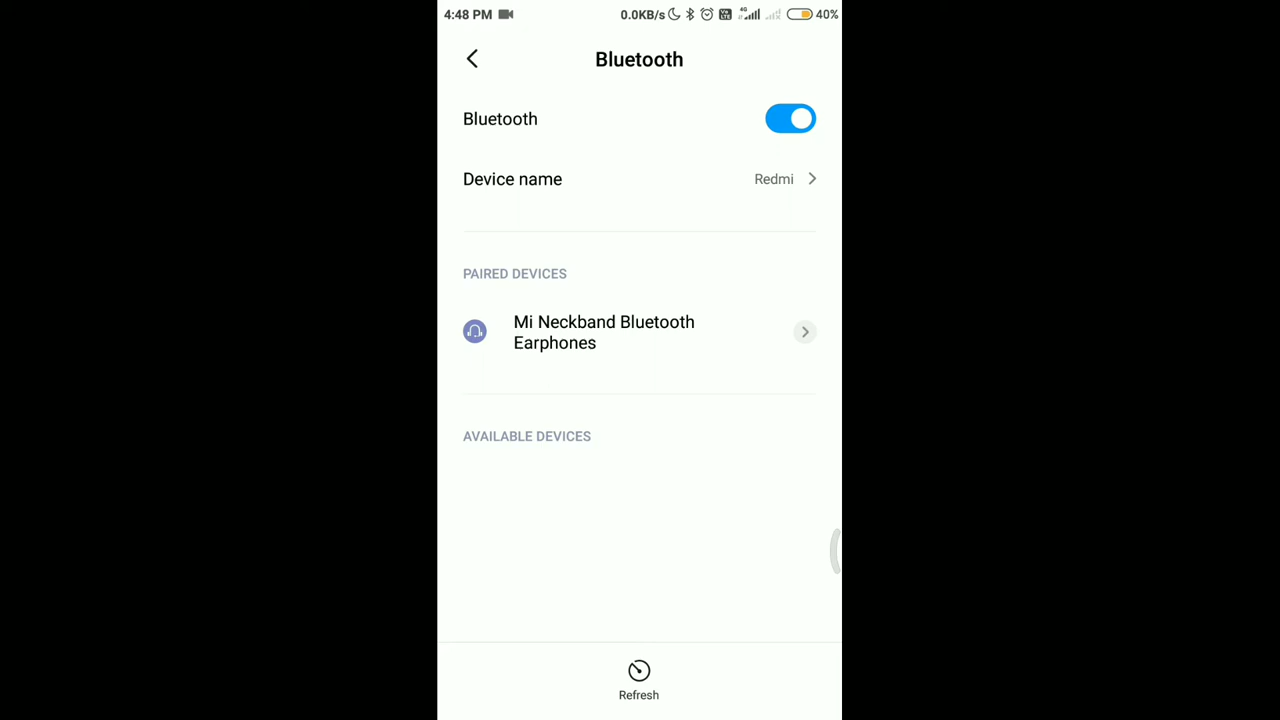 4:48 PM 0.0KB/s 4G 40%
Bluetooth
Bluetooth
Device name Redmi
PAIRED DEVICES
Mi Neckband Bluetooth
Earphones
AVAILABLE DEVICES
Refresh